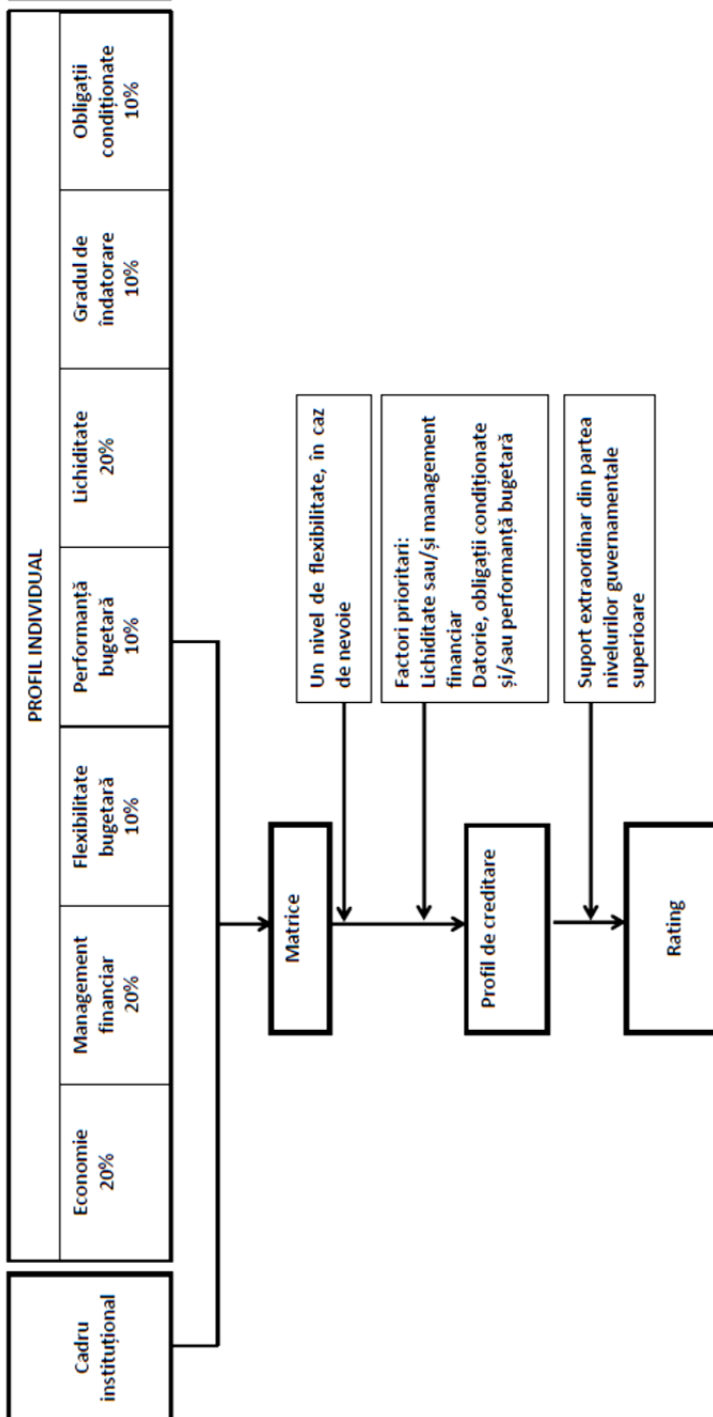 PROFIL INDIVIDUAL
Cadru
instituțional
Economie
20%
Management
financiar
20%
Flexibilitate
bugetară
10%
Performanță
bugetară
10%
Lichiditate
20%
Gradul de
îndatorare
10%
Obligații
condiționate
10%
Matrice
Un nivel de flexibilitate, în caz
de nevoie
Factori prioritari:
Lichiditate sau/și management
financiar
Datorie, obligații condiționate
și/sau performanță bugetară
Profil de creditare
Suport extraordinar din partea
nivelurilor guvernamentale
superioare
Rating